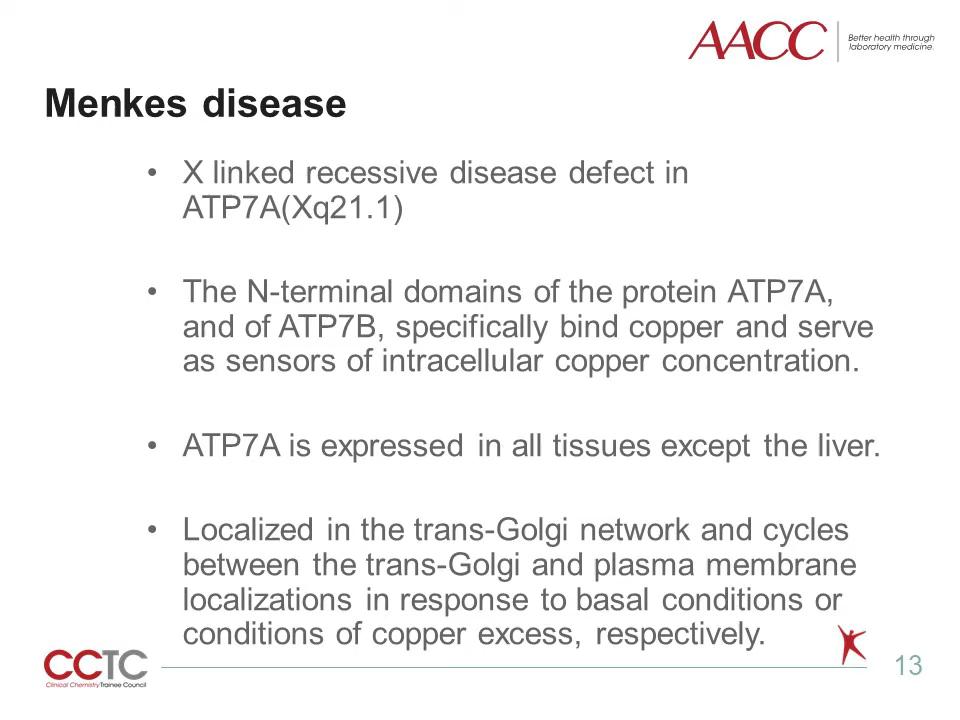 AACC
Better health through
laboratory medicine.
Menkes disease
• X linked recessive disease defect in
ATP7A(Xq21.1)
• The N-terminal domains of the protein ATP7A,
and of ATP7B, specifically bind copper and serve
as sensors of intracellular copper concentration.
• ATP7A is expressed in all tissues except the liver.
• Localized in the trans-Golgi network and cycles
between the trans-Golgi and plasma membrane
localizations in response to basal conditions or
conditions of copper excess, respectively.
CCTC
Clinical Chemistry Trainee Council
13